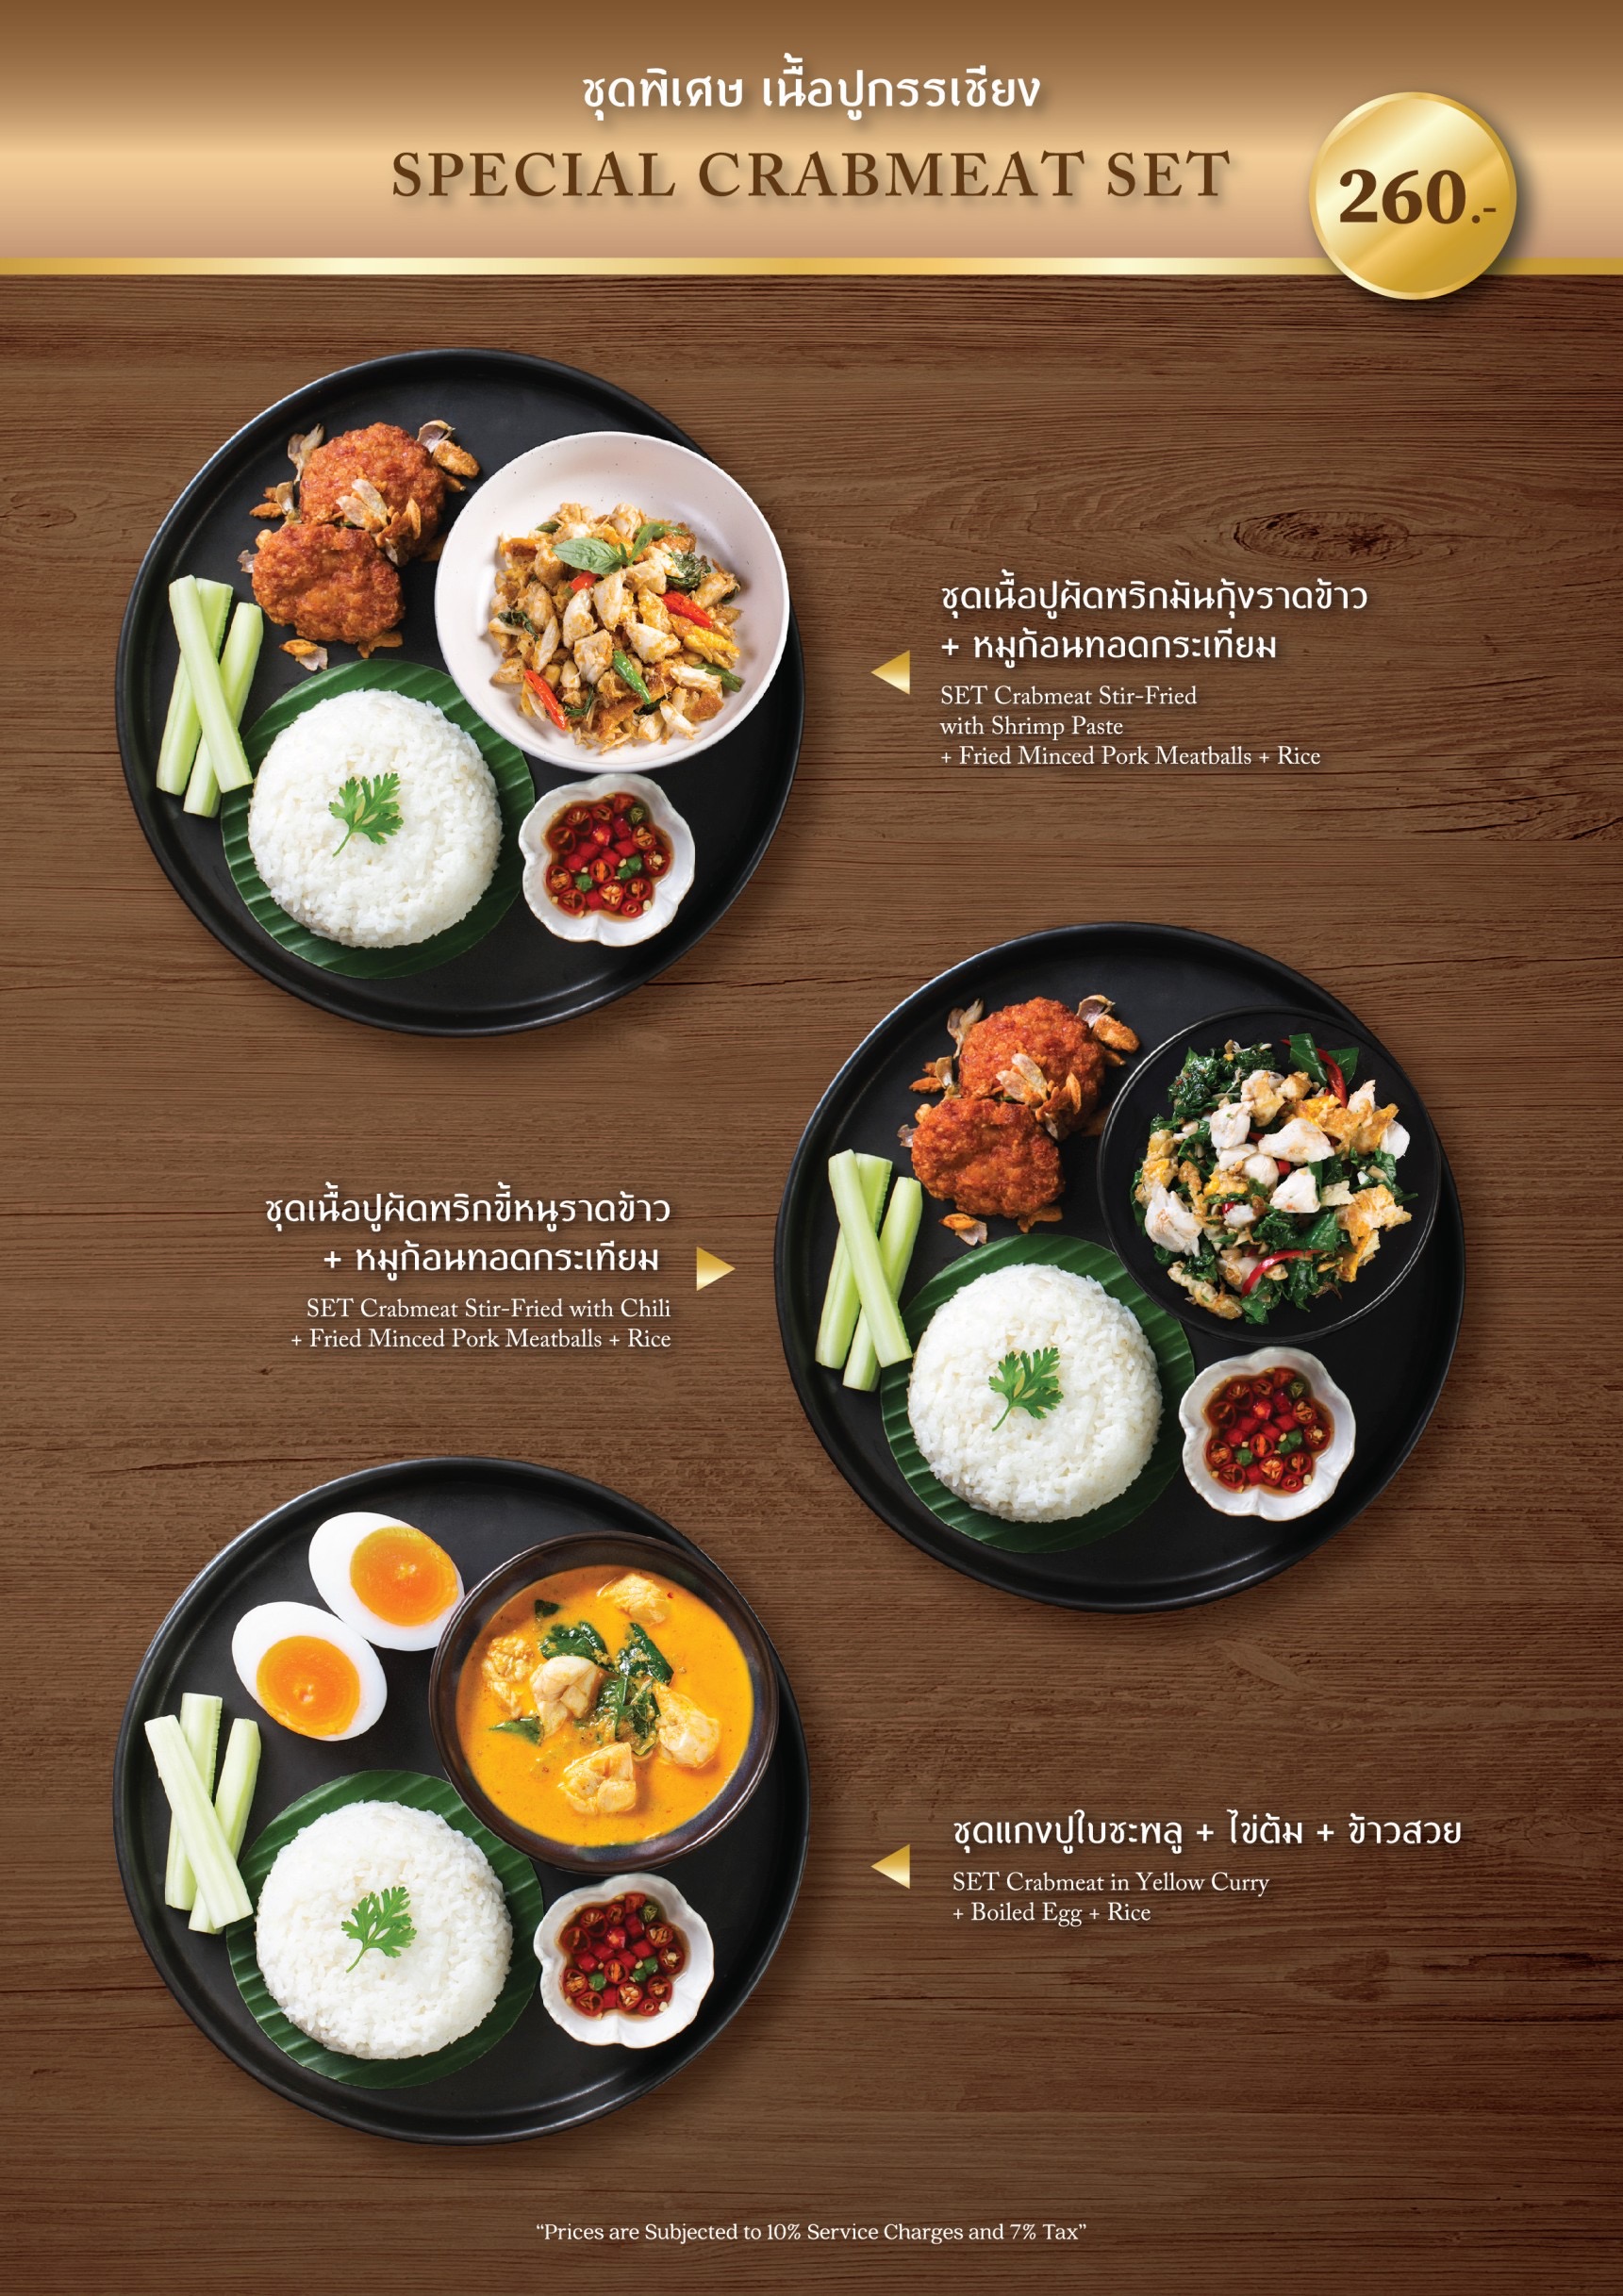 ชุดพิเศษ เนื้อปูกรรเชียง
SPECIAL CRABMEAT SET
260.-
ชุดเนื้อปูผัดพริกมันกุ้งราดข้าว
+ หมูก้อนทอดกระเทียม
SET Crabmeat Stir-Fried
with Shrimp Paste
+ Fried Minced Pork Meatballs + Rice
ชุดเนื้อปูผัดพริกขี้หนูราดข้าว
+ หมูก้อนทอดกระเทียม
SET Crabmeat Stir-Fried with Chili
+ Fried Minced Pork Meatballs + Rice
ชุดแกงปูใบชะพลู + ไข่ต้ม + ข้าวสวย
SET Crabmeat in Yellow Curry
+ Boiled Egg + Rice
“Prices are Subjected to 10% Service Charges and 7% Tax”